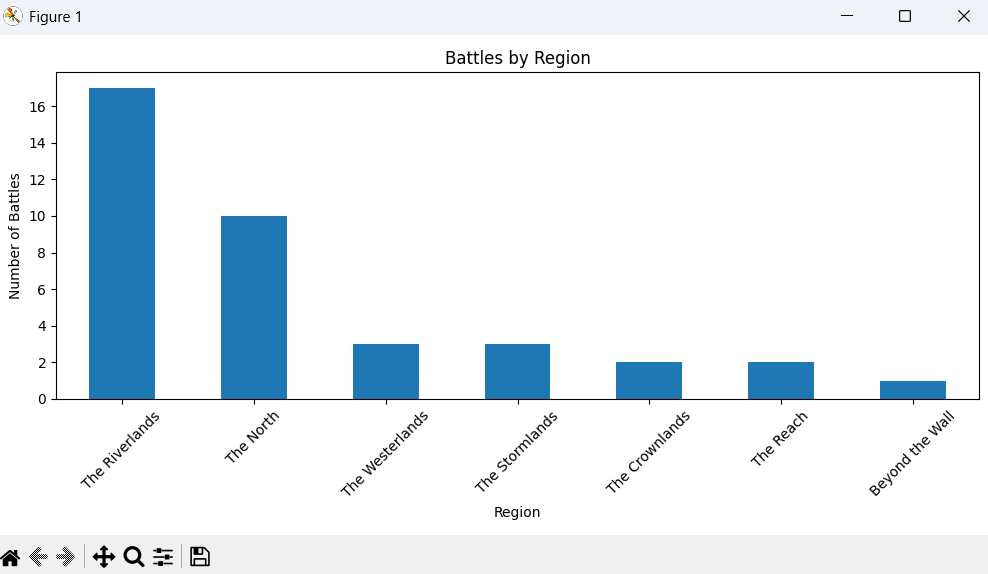 Figure 1
Battles by Region
Number of Battles
16
14
12
10
8
6
4
2
0
The Riverlands
The North
The Westerlands
The Stormlands
The Crownlands
The Reach
Beyond the Wall
Region